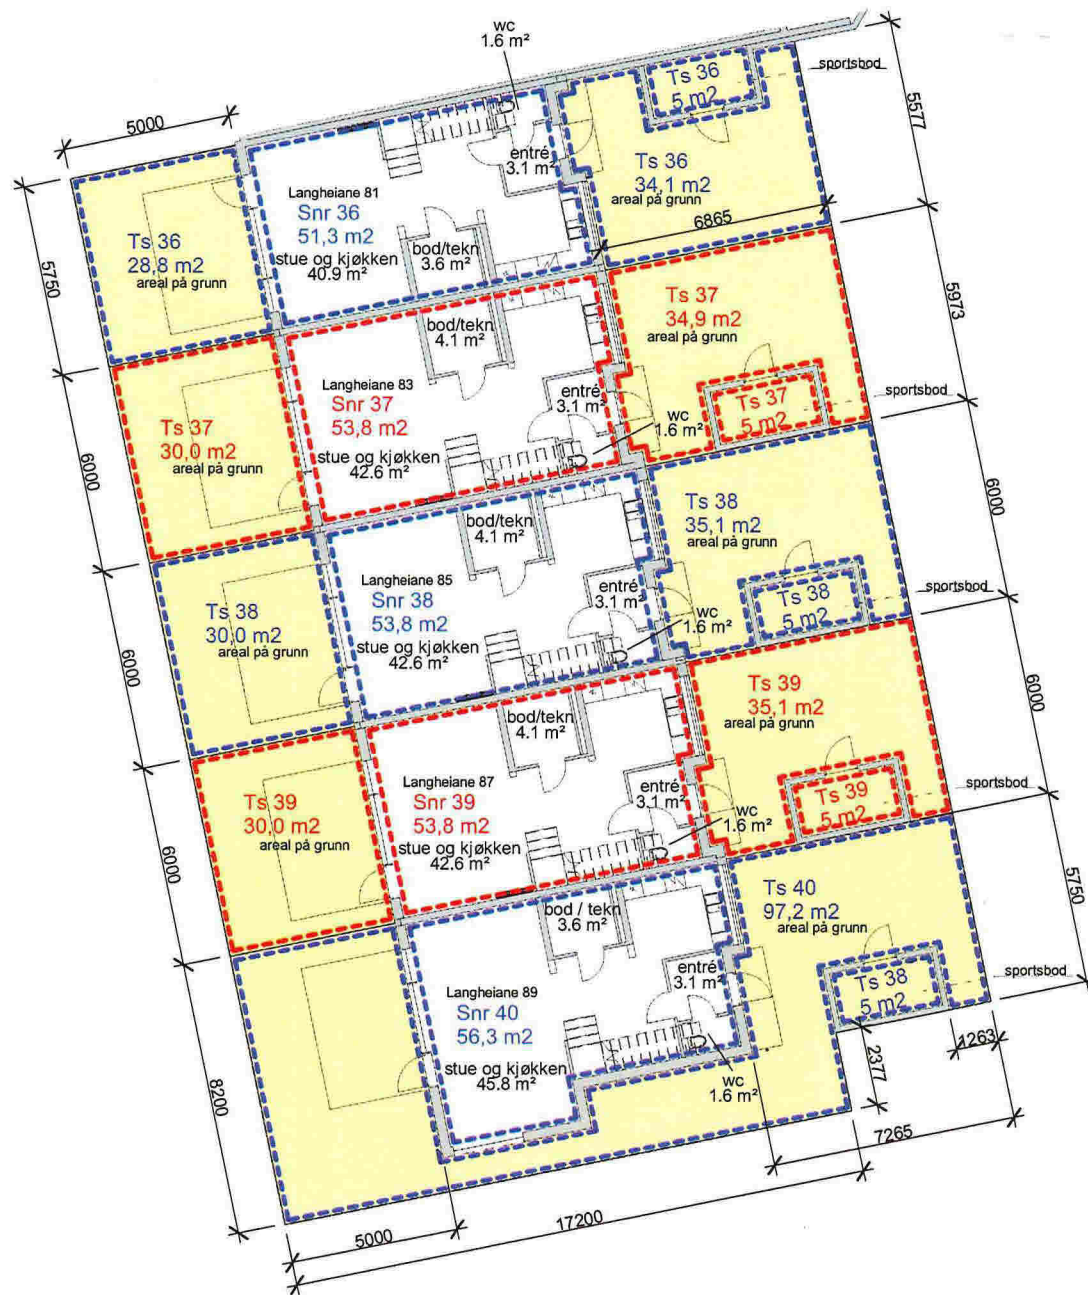 wc
1.6 m²
sportsbod
5577
5000
Ts 36
5 m2
entré
3.1 m²
Ts 36
34,1 m2
areal på grunn
6865
Langheiane 81
Snr 36
51,3 m2
stue og kjøkken
40.9 m²
bod/tekn
3.6 m²
Ts 36
28,8 m2
areal på grunn
5750
5973
Ts 37
34,9 m2
areal på grunn
bod/tekn
4.1 m²
Langheiane 83
Snr 37
53,8 m2
stue og kjøkken
42.6 m²
entré
3.1 m²
wc
1.6 m²
Ts 37
5 m2
sportsbod
Ts 37
30,0 m2
areal på grunn
6000
6000
Ts 38
35,1 m2
areal på grunn
bod/tekn
4.1 m²
Langheiane 85
Snr 38
53,8 m2
stue og kjøkken
42.6 m²
entré
3.1 m²
wc
1.6 m²
Ts 38
5 m2
sportsbod
Ts 38
30,0 m2
areal på grunn
6000
6000
Ts 39
35,1 m2
areal på grunn
bod/tekn
4.1 m²
Langheiane 87
Snr 39
53,8 m2
stue og kjøkken
42.6 m²
entré
3.1 m²
wc
1.6 m²
Ts 39
5 m2
sportsbod
Ts 39
30,0 m2
areal på grunn
6000
5750
Ts 40
97,2 m2
areal på grunn
bod / tekn
3.6 m²
Langheiane 89
Snr 40
56,3 m2
stue og kjøkken
45.8 m²
entré
3.1 m²
wc
1.6 m²
Ts 38
5 m2
sportsbod
1263
2377
8200
7265
5000
17200